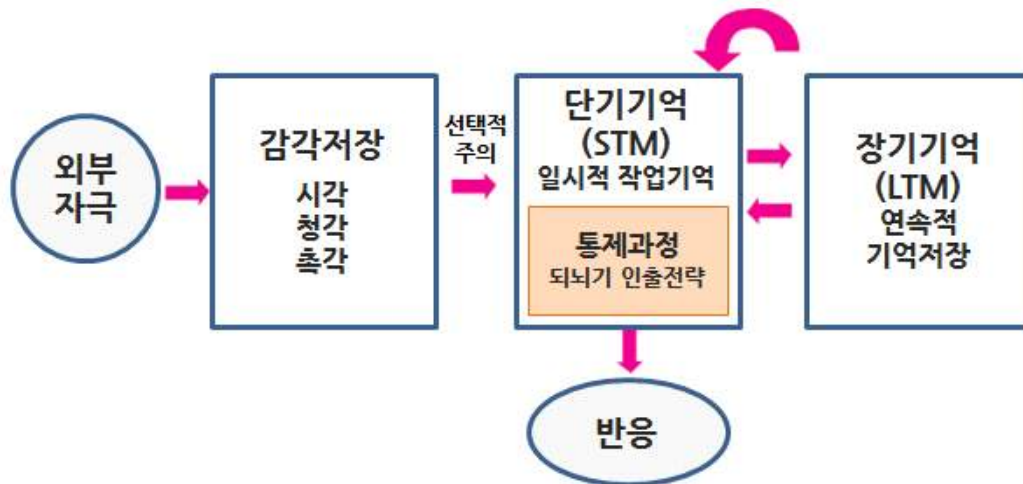 외부
자극
감각저장
시각
청각
촉각
선택적
주의
단기기억
(STM)
일시적 작업기억
통제과정
되뇌기 인출전략
장기기억
(LTM)
연속적
기억저장
반응